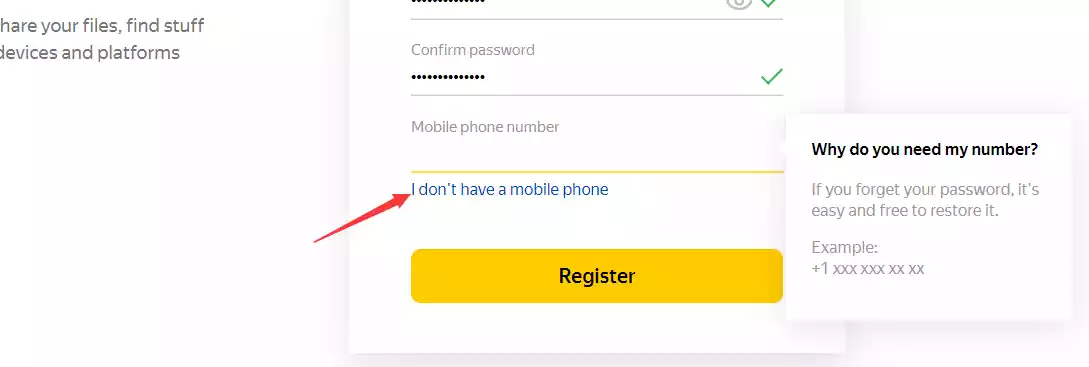 hare your files, find stuff
devices and platforms
••••••••••••••
Confirm password
••••••••••••••
Mobile phone number
I don't have a mobile phone
Register
Why do you need my number?
If you forget your password, it's
easy and free to restore it.
Example:
+1 xxx xxx xx xx